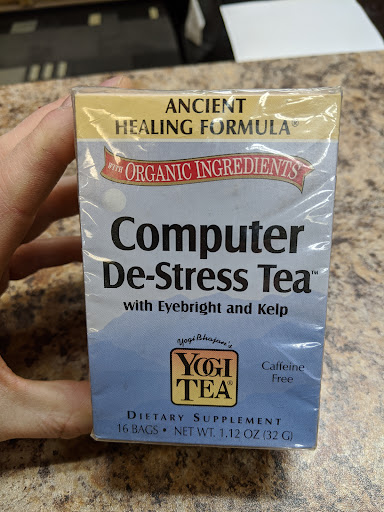 ANCIENT
HEALING FORMULA®
WITH ORGANIC INGREDIENTS
Computer
De-Stress Tea™
with Eyebright and Kelp
Yogi Bhajan's
YOGI
TEA®
Caffeine
Free
DIETARY SUPPLEMENT
16 BAGS • NET WT. 1.12 OZ (32 G)